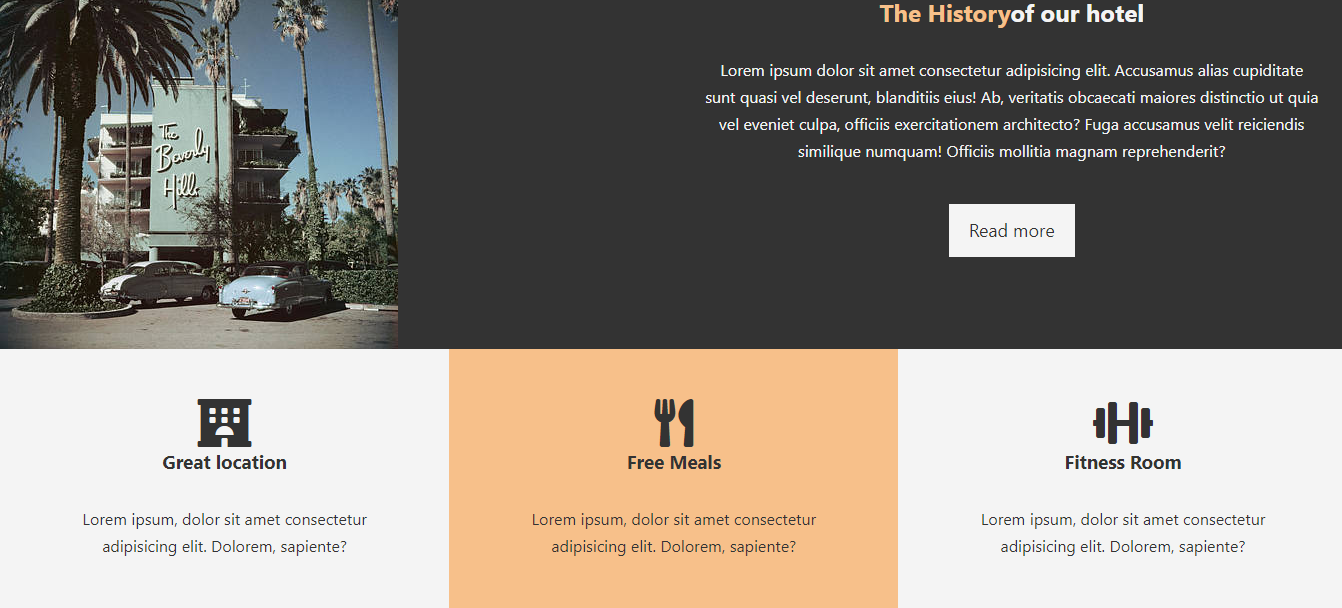 The Beverly Hills
The Historyof our hotel
Lorem ipsum dolor sit amet consectetur adipisicing elit. Accusamus alias cupiditate
sunt quasi vel deserunt, blanditiis eius! Ab, veritatis obcaecati maiores distinctio ut quia
vel eveniet culpa, officiis exercitationem architecto? Fuga accusamus velit reiciendis
similique numquam! Officiis mollitia magnam reprehenderit?
Read more
Great location
Lorem ipsum, dolor sit amet consectetur
adipisicing elit. Dolorem, sapiente?
Free Meals
Lorem ipsum, dolor sit amet consectetur
adipisicing elit. Dolorem, sapiente?
Fitness Room
Lorem ipsum, dolor sit amet consectetur
adipisicing elit. Dolorem, sapiente?